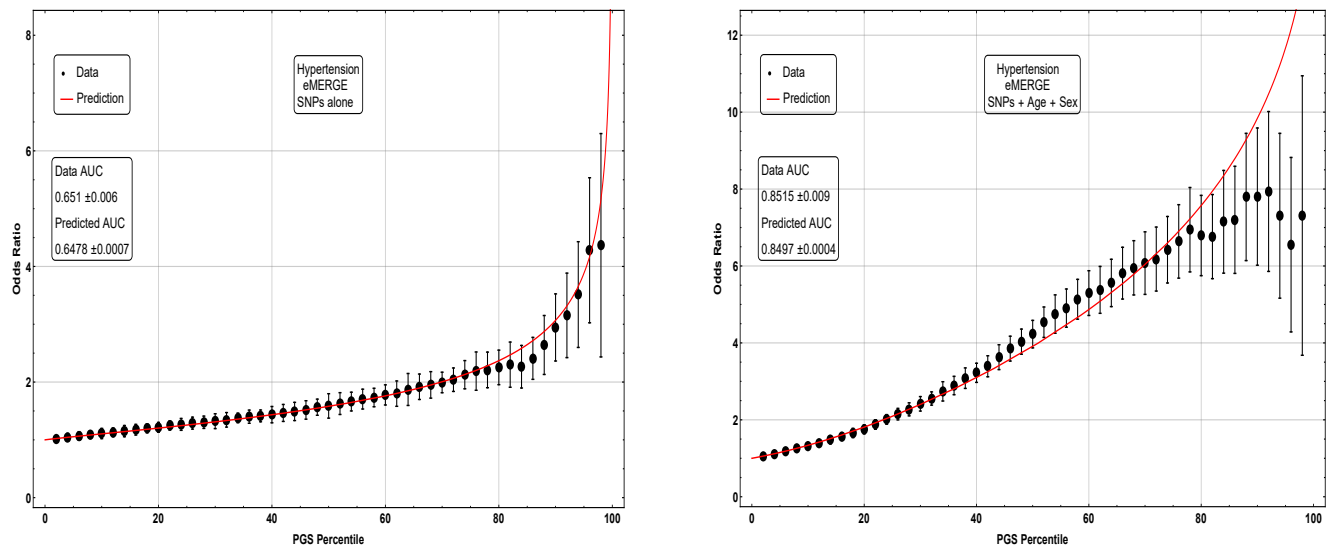 8
6
4
2
0
Odds Ratio
Data
Prediction
Hypertension
eMERGE
SNPs alone
Data AUC
0.651 ±0.006
Predicted AUC
0.6478 ±0.0007
0 20 40 60 80 100
PGS Percentile
12
10
8
6
4
2
0
Odds Ratio
Data
Prediction
Hypertension
eMERGE
SNPs + Age + Sex
Data AUC
0.8515 ±0.009
Predicted AUC
0.8497 ±0.0004
0 20 40 60 80 100
PGS Percentile